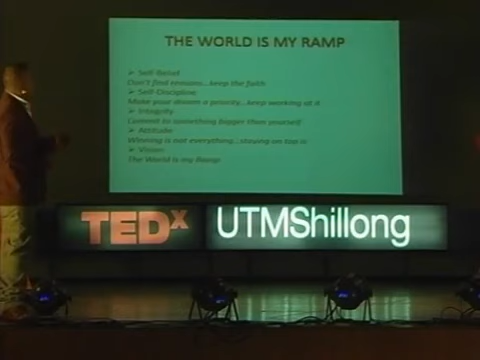 THE WORLD IS MY RAMP
➤ Self-Belief
Don't find reasons...keep the faith
➤ Self-Discipline
Make your dream a priority...keep working at it
➤ Integrity
Commit to something bigger than yourself
➤ Attitude
Winning is not everything...staying on top is
➤ Vision
The World is my Ramp
TEDx UTMShillong